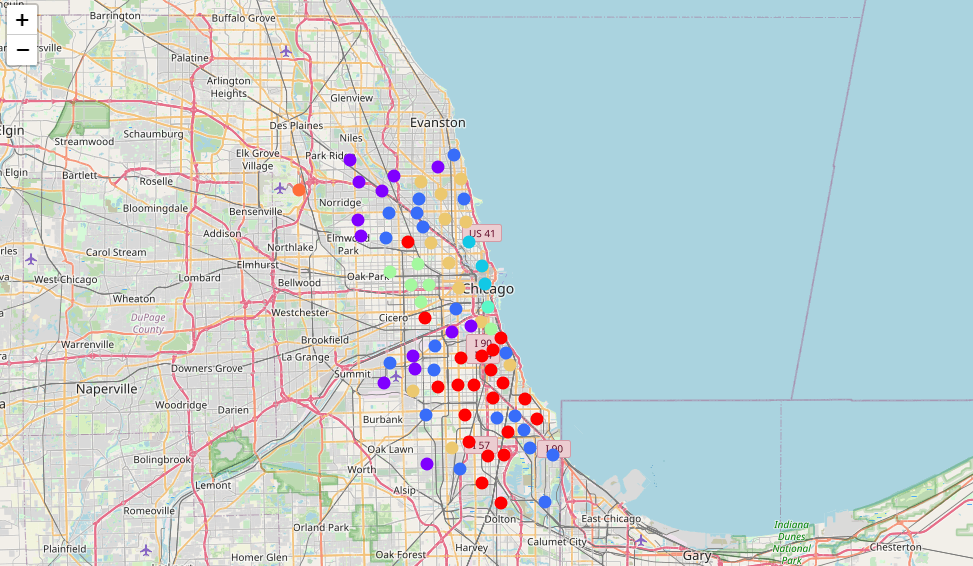 +
−
Barrington
Buffalo Grove
Palatine
Arlington
Heights
Glenview
Evanston
Des Plaines
Schaumburg
Niles
Elgin
Streamwood
Elk Grove
Village
Park Rid
n Elgin
Bartlett
Roselle
Norridge
Bloomingdale
Bensenville
Addison
US 41
Elmwo
Park
Northlake
Carol Stream
Elmhurst
Oak Park
West Chicago
Lombard
Bellwood
Chicago
Wheaton
Westchester
DuPage
County
Cicero
Warrenville
Brookfield
I 90
La Grange
Downers Grove
Summit
Naperville
Woodridge
Darien
Burbank
57
I 90
Oak Lawn
Bolingbrook
Worth
Lemont
Alsip
Romeoville
Orland Park
Dolton
East Chicago
Indiana
Dunes
National
Park
Plainfield
Homer Glen
Oak Forest
Harvey
Calumet City
Gary
Chesterton